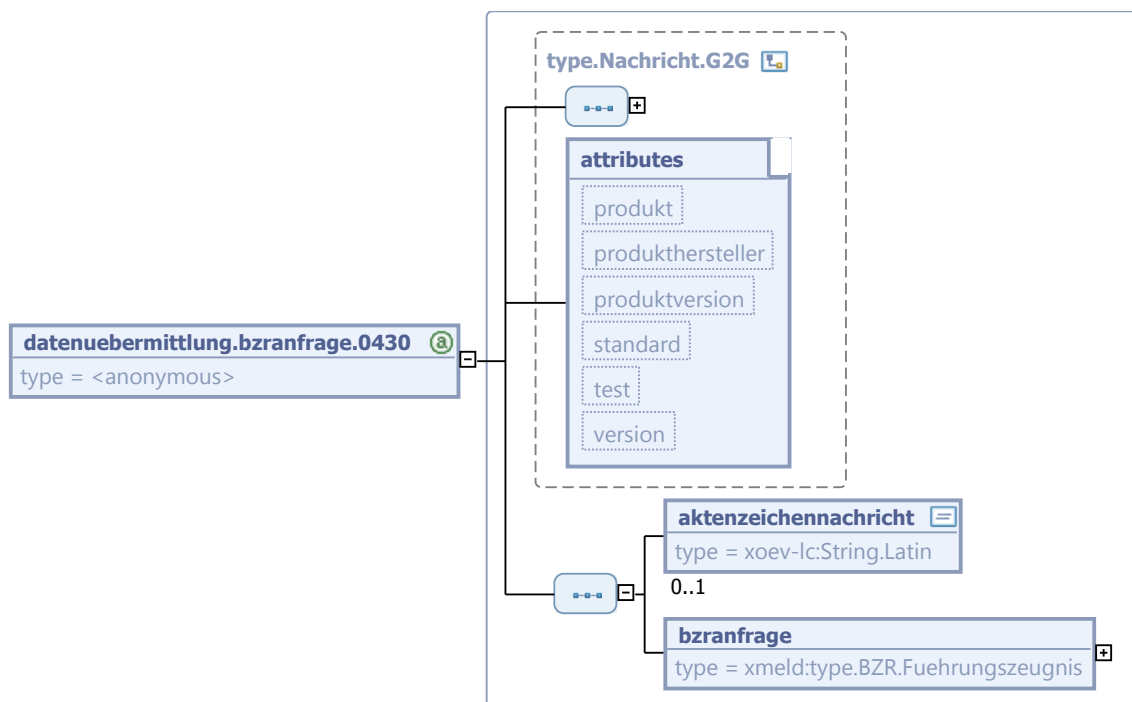 type.Nachricht.G2G
attributes
produkt
produkthersteller
produktversion
standard
test
version
datenuebermittlung.bzranfrage.0430 a
type = <anonymous>
aktenzeichennachricht
type = xoev-lc:String.Latin
0..1
bzranfrage
type = xmeld:type.BZR.Fuehrungszeugnis